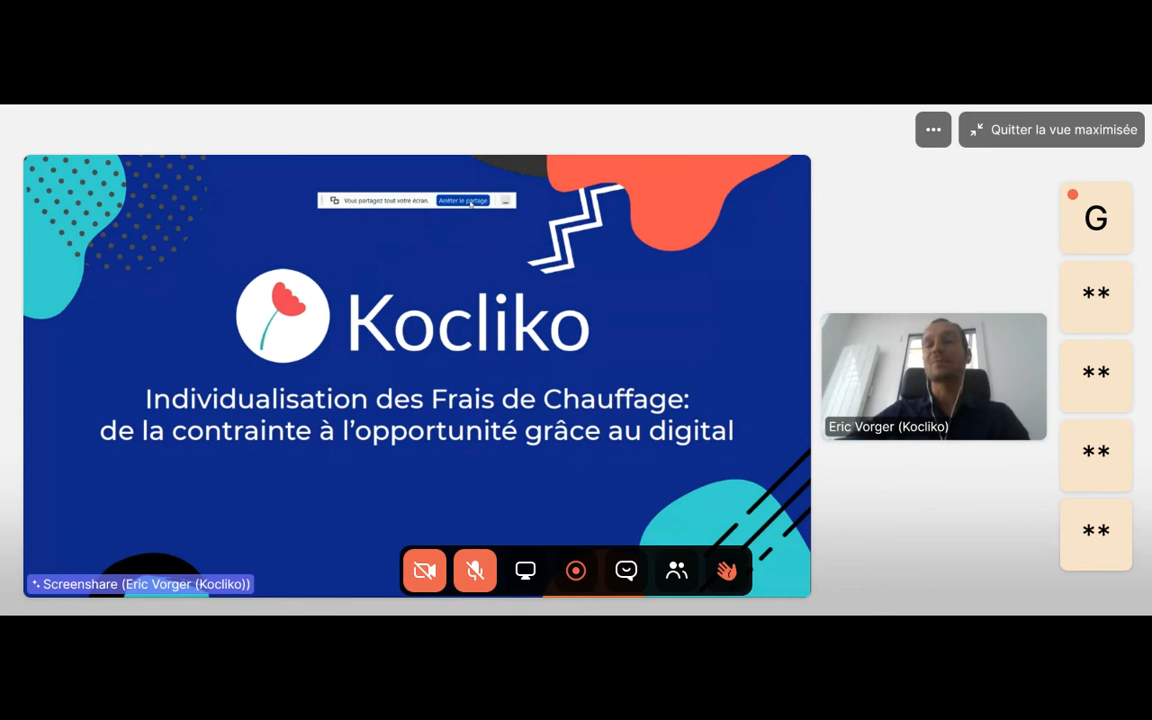 Quitter la vue maximisée
Vous partagez tout votre écran. Arrêter le partage
Kocliko
Individualisation des Frais de Chauffage:
de la contrainte à l’opportunité grâce au digital
Screenshare (Eric Vorger (Kocliko))
Eric Vorger (Kocliko)
G
**
**
**
**